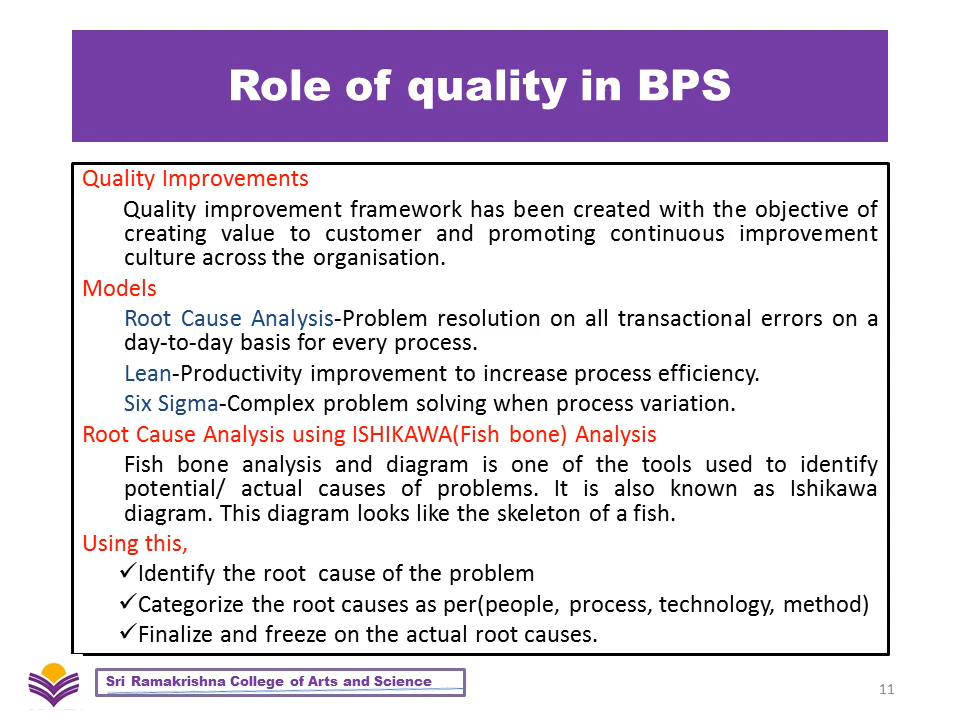 Role of quality in BPS
Quality Improvements
Quality improvement framework has been created with the objective of
creating value to customer and promoting continuous improvement
culture across the organisation.
Models
Root Cause Analysis-Problem resolution on all transactional errors on a
day-to-day basis for every process.
Lean-Productivity improvement to increase process efficiency.
Six Sigma-Complex problem solving when process variation.
Root Cause Analysis using ISHIKAWA(Fish bone) Analysis
Fish bone analysis and diagram is one of the tools used to identify
potential/ actual causes of problems. It is also known as Ishikawa
diagram. This diagram looks like the skeleton of a fish.
Using this,
✓Identify the root  cause of the problem
✓Categorize the root causes as per(people, process, technology, method)
✓Finalize and freeze on the actual root causes.
Sri Ramakrishna College of Arts and Science
11